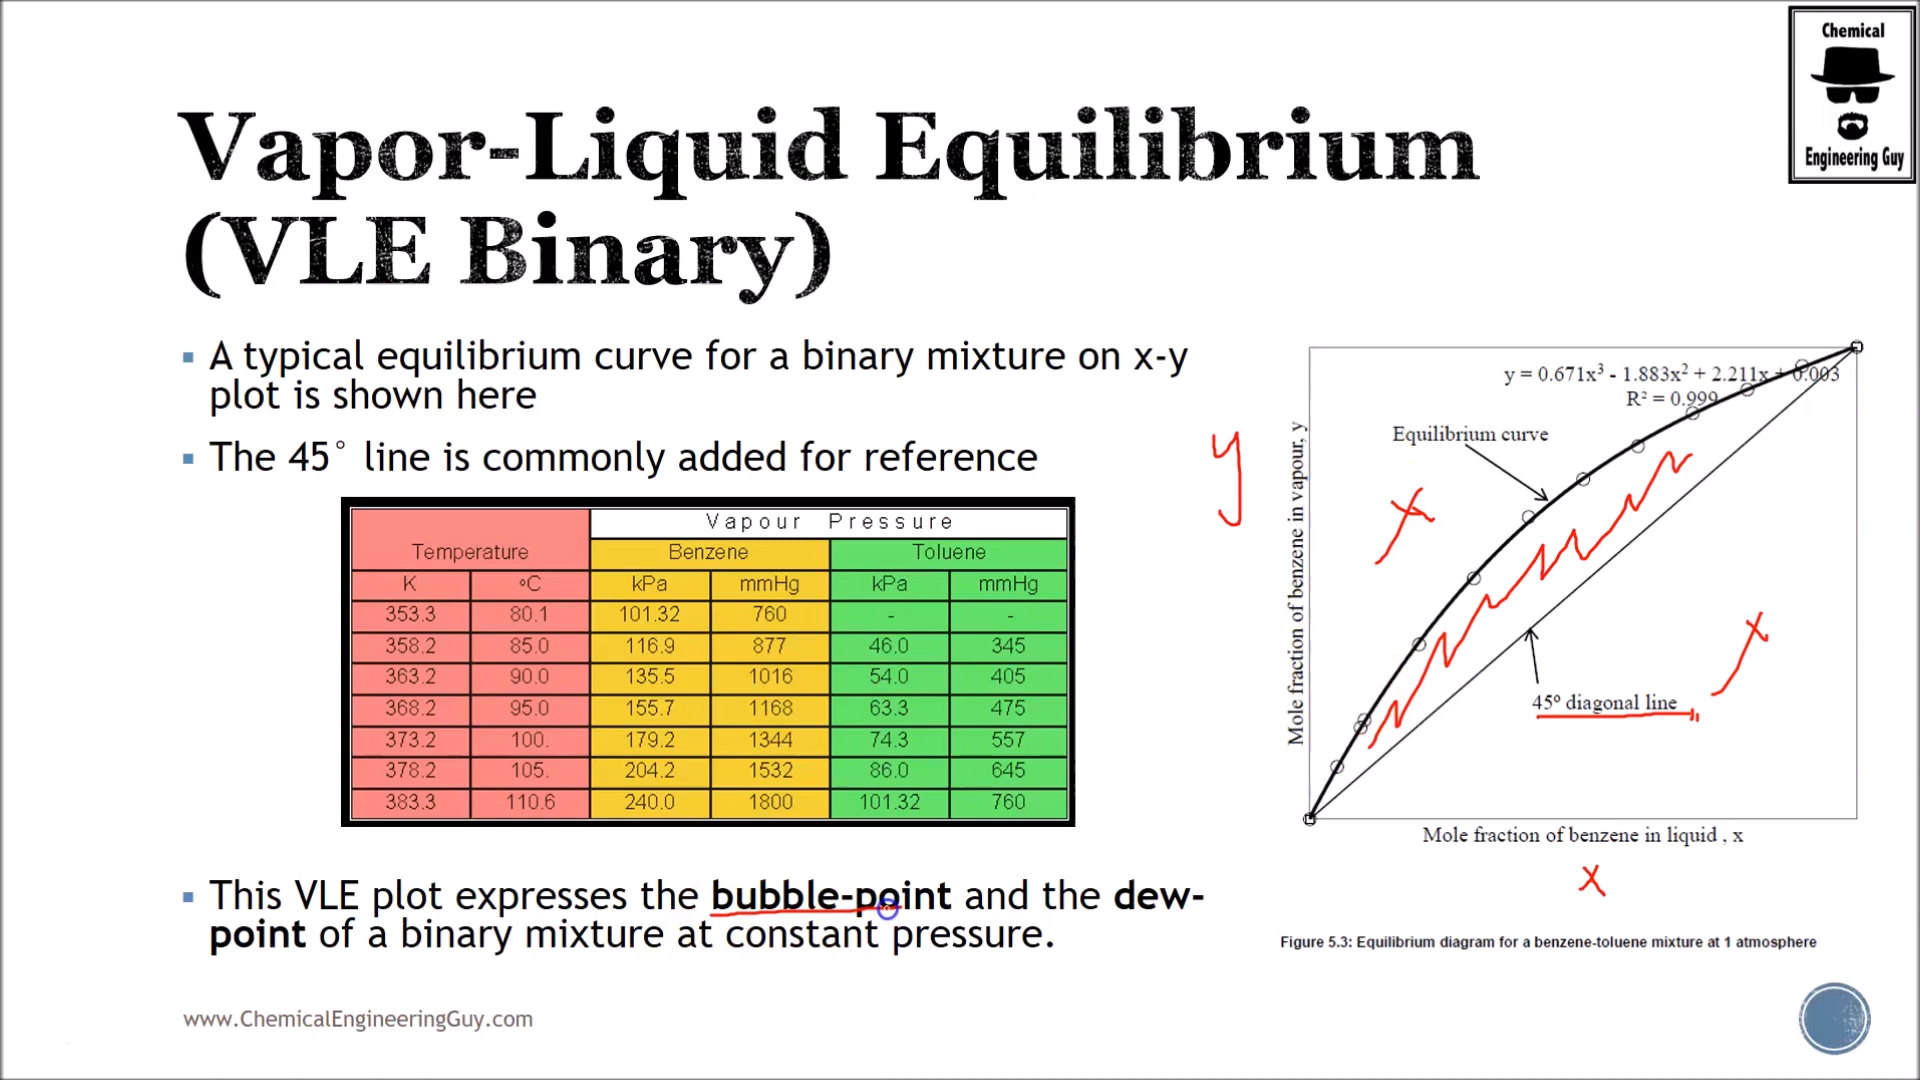 Chemical
Engineering Guy
Vapor-Liquid Equilibrium
(VLE Binary)
▪ A typical equilibrium curve for a binary mixture on x-y
plot is shown here
▪ The 45° line is commonly added for reference
Vapour Pressure
Temperature Benzene Toluene
K °C kPa mmHg kPa mmHg
353.3 80.1 101.32 760 - -
358.2 85.0 116.9 877 46.0 345
363.2 90.0 135.5 1016 54.0 405
368.2 95.0 155.7 1168 63.3 475
373.2 100. 179.2 1344 74.3 557
378.2 105. 204.2 1532 86.0 645
383.3 110.6 240.0 1800 101.32 760
▪ This VLE plot expresses the bubble-point and the dew-
point of a binary mixture at constant pressure.
y
Mole fraction of benzene in vapour, y
y = 0.671x³ - 1.883x² + 2.211x + 0.003
R² = 0.999
Equilibrium curve
x
x
45º diagonal line
Mole fraction of benzene in liquid , x
x
Figure 5.3: Equilibrium diagram for a benzene-toluene mixture at 1 atmosphere
www.ChemicalEngineeringGuy.com